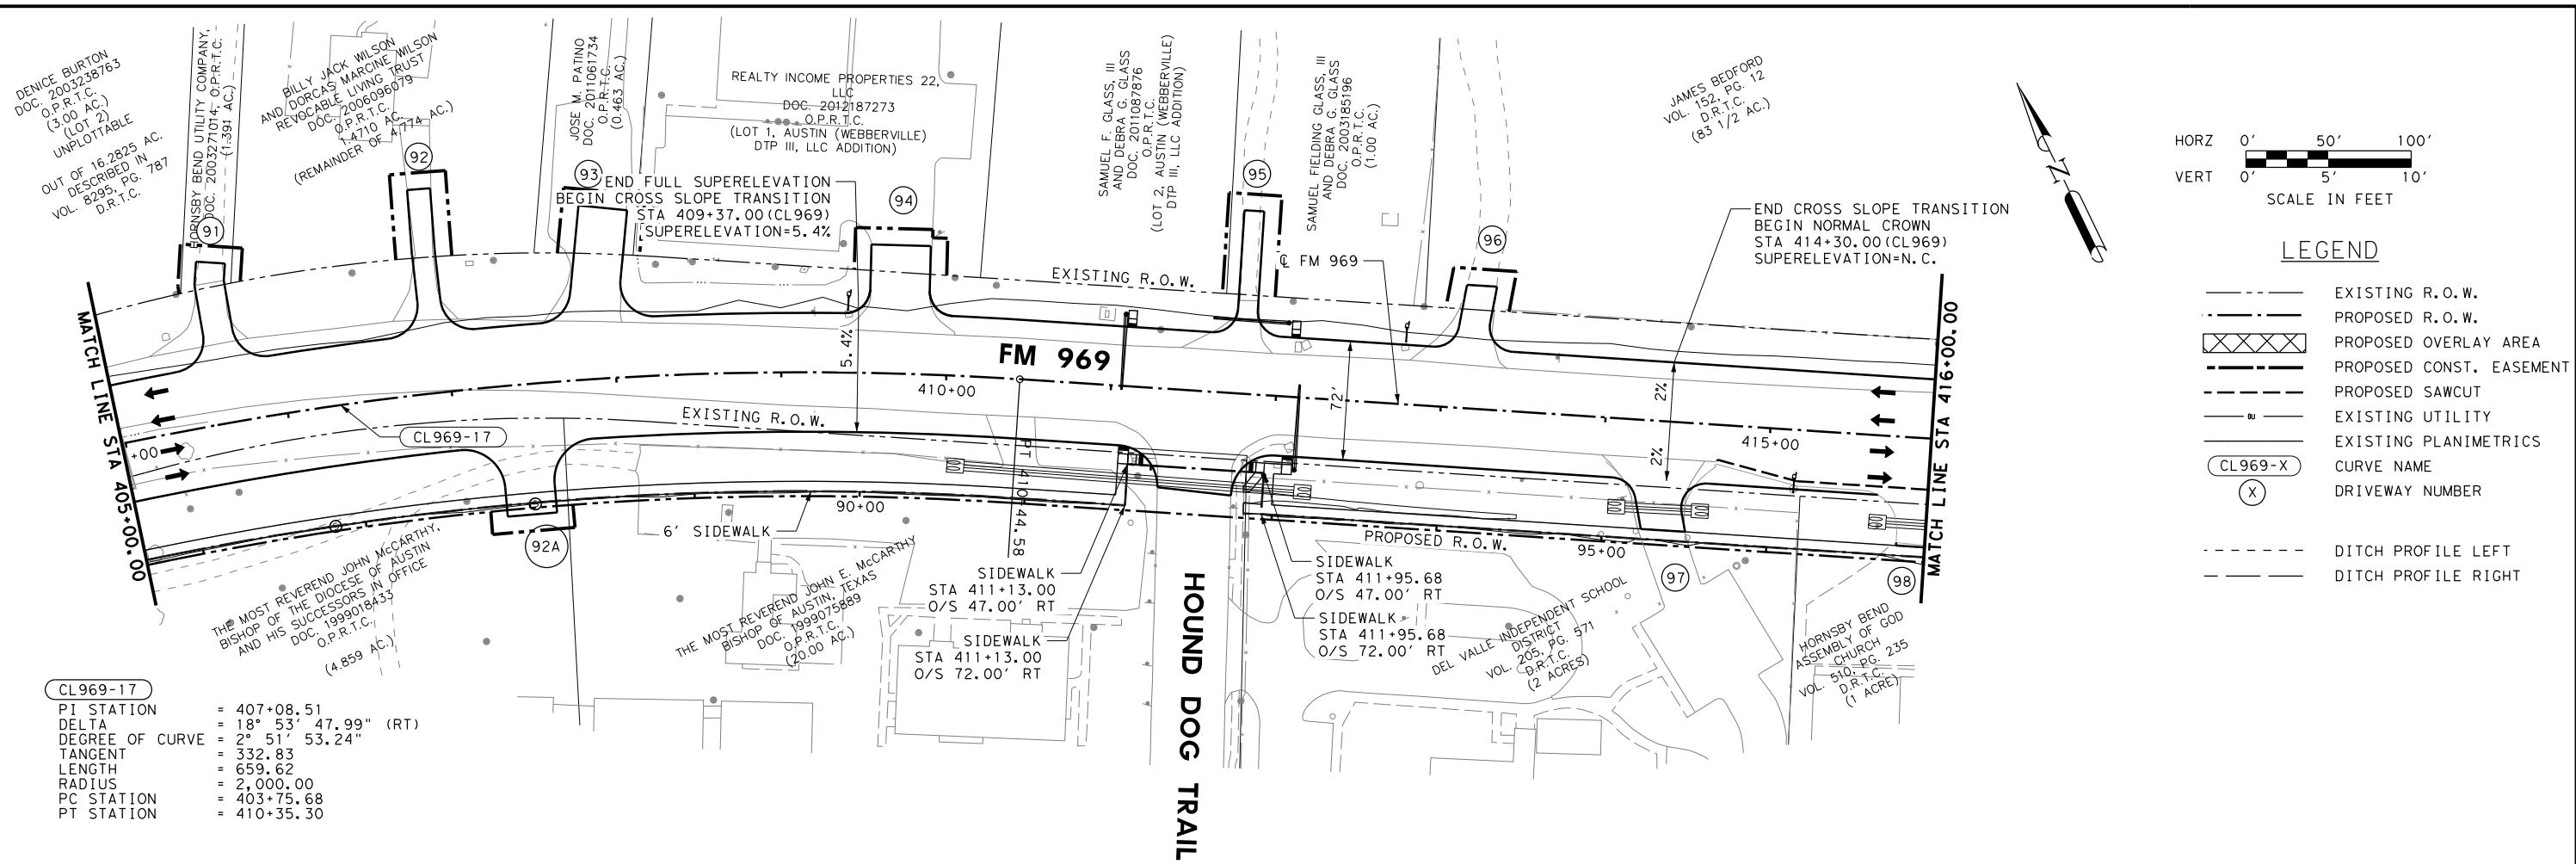 DENICE BURTON
DOC. 2003238763
O.P.R.T.C.
(3.00 AC.)
(LOT 2)
UNPLOTTABLE
OUT OF 16.2825 AC.
DESCRIBED IN
VOL. 8295, PG. 787
D.R.T.C.
HORNSBY BEND UTILITY COMPANY,
DOC. 2003271014, O.P.R.T.C.
(1.391 AC.)
BILLY JACK WILSON
AND DORCAS MARCINE WILSON
REVOCABLE LIVING TRUST
DOC. 2006096079
O.P.R.T.C.
1.4710 AC.
(REMAINDER OF 4.774 AC.)
JOSE M. PATINO
DOC. 2011061734
O.P.R.T.C.
(0.463 AC.)
REALTY INCOME PROPERTIES 22,
LLC
DOC. 2012187273
O.P.R.T.C.
(LOT 1, AUSTIN (WEBBERVILLE)
DTP III, LLC ADDITION)
SAMUEL F. GLASS, III
AND DEBRA G. GLASS
DOC. 2011087876
O.P.R.T.C.
(LOT 2, AUSTIN (WEBBERVILLE)
DTP III, LLC ADDITION)
SAMUEL FIELDING GLASS, III
AND DEBRA G. GLASS
DOC. 2003185196
O.P.R.T.C.
(1.00 AC.)
JAMES BEDFORD
VOL. 152, PG. 12
D.R.T.C.
(83 1/2 AC.)
91
92
93
94
95
96
END FULL SUPERELEVATION
BEGIN CROSS SLOPE TRANSITION
STA 409+37.00(CL969)
SUPERELEVATION=5.4%
END CROSS SLOPE TRANSITION
BEGIN NORMAL CROWN
STA 414+30.00(CL969)
SUPERELEVATION=N.C.
EXISTING R.O.W.
℄ FM 969
N
HORZ 0' 50' 100'
VERT 0' 5' 10'
SCALE IN FEET
LEGEND
EXISTING R.O.W.
PROPOSED R.O.W.
PROPOSED OVERLAY AREA
PROPOSED CONST. EASEMENT
PROPOSED SAWCUT
OU EXISTING UTILITY
EXISTING PLANIMETRICS
CL969-X CURVE NAME
X DRIVEWAY NUMBER
DITCH PROFILE LEFT
DITCH PROFILE RIGHT
MATCH LINE STA 405+00.00
MATCH LINE STA 416+00.00
FM 969
5.4%
72'
2%
2%
410+00
415+00
+00
CL969-17
EXISTING R.O.W.
PT 410+44.58
90+00
95+00
6' SIDEWALK
PROPOSED R.O.W.
92A
97
98
SIDEWALK
STA 411+13.00
O/S 47.00' RT
SIDEWALK
STA 411+13.00
O/S 72.00' RT
SIDEWALK
STA 411+95.68
O/S 47.00' RT
SIDEWALK
STA 411+95.68
O/S 72.00' RT
HOUND DOG TRAIL
THE MOST REVEREND JOHN McCARTHY,
BISHOP OF THE DIOCESE OF AUSTIN
AND HIS SUCCESSORS IN OFFICE
DOC. 1999018433
O.P.R.T.C.
(4.859 AC.)
THE MOST REVEREND JOHN E. McCARTHY
BISHOP OF AUSTIN, TEXAS
DOC. 1999075889
O.P.R.T.C.
(20.00 AC.)
DEL VALLE INDEPENDENT SCHOOL
DISTRICT
VOL. 205, PG. 571
D.R.T.C.
(2 ACRES)
HORNSBY BEND
ASSEMBLY OF GOD
CHURCH
VOL. 510, PG. 235
D.R.T.C.
(1 ACRE)
CL969-17
PI STATION = 407+08.51
DELTA = 18° 53' 47.99" (RT)
DEGREE OF CURVE = 2° 51' 53.24"
TANGENT = 332.83
LENGTH = 659.62
RADIUS = 2,000.00
PC STATION = 403+75.68
PT STATION = 410+35.30